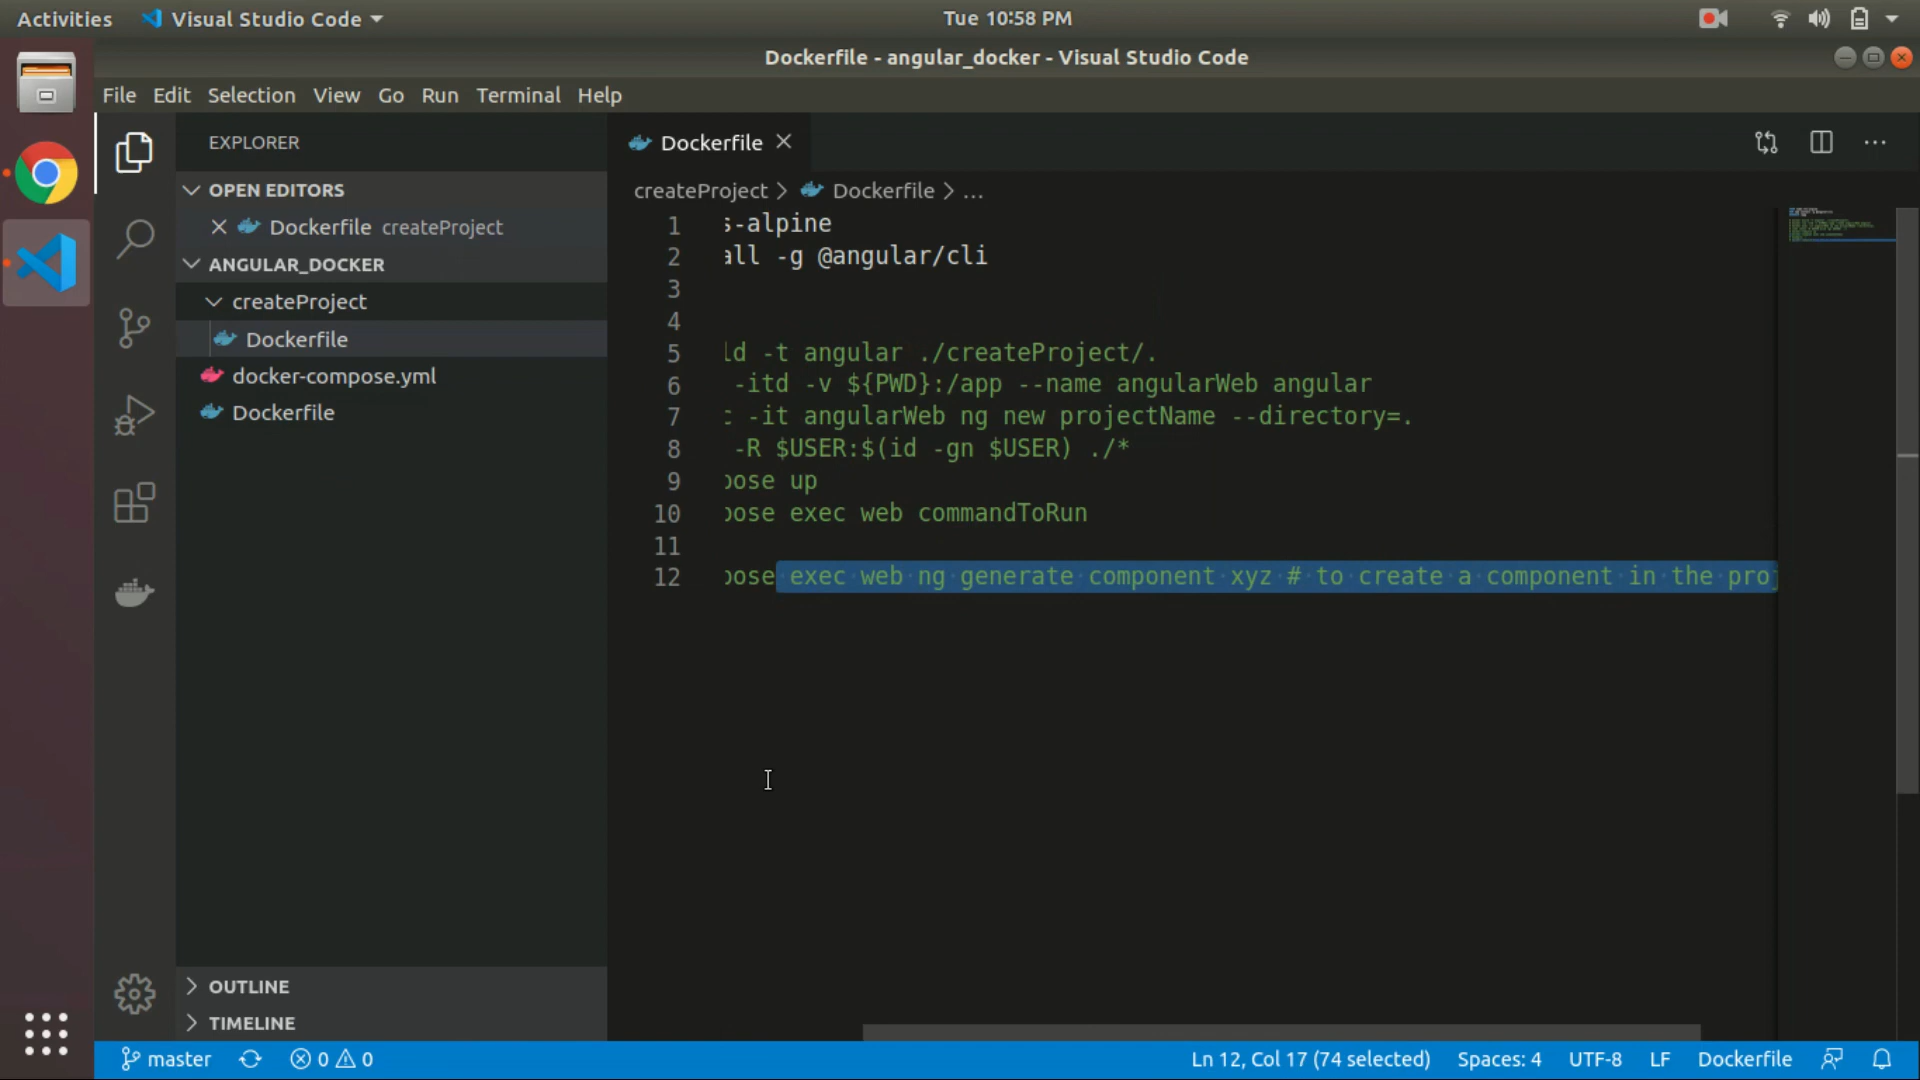 Activities Visual Studio Code Tue 10:58 PM
Dockerfile - angular_docker - Visual Studio Code
File Edit Selection View Go Run Terminal Help
EXPLORER
OPEN EDITORS
Dockerfile createProject
ANGULAR_DOCKER
createProject
Dockerfile
docker-compose.yml
Dockerfile
OUTLINE
TIMELINE
Dockerfile
createProject > Dockerfile > ...
1 s-alpine
2 all -g @angular/cli
3
4
5 ld -t angular ./createProject/.
6 -itd -v ${PWD}:/app --name angularWeb angular
7 c -it angularWeb ng new projectName --directory=.
8 -R $USER:$(id -gn $USER) ./*
9 pose up
10 pose exec web commandToRun
11
12 pose exec web ng generate component xyz # to create a component in the proj
master 0 0 Ln 12, Col 17 (74 selected) Spaces: 4 UTF-8 LF Dockerfile